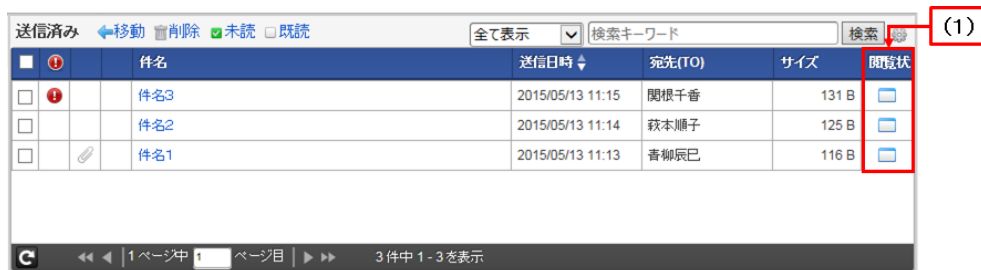 送信済み 移動 削除 未読 既読 全て表示 検索キーワード 検索 (1)
件名 送信日時 宛先(TO) サイズ 閲覧状
件名3 2015/05/13 11:15 関根千香 131 B
件名2 2015/05/13 11:14 萩本順子 125 B
件名1 2015/05/13 11:13 青柳辰巳 116 B
1 ページ中 1 ページ目 3 件中 1 - 3 を表示